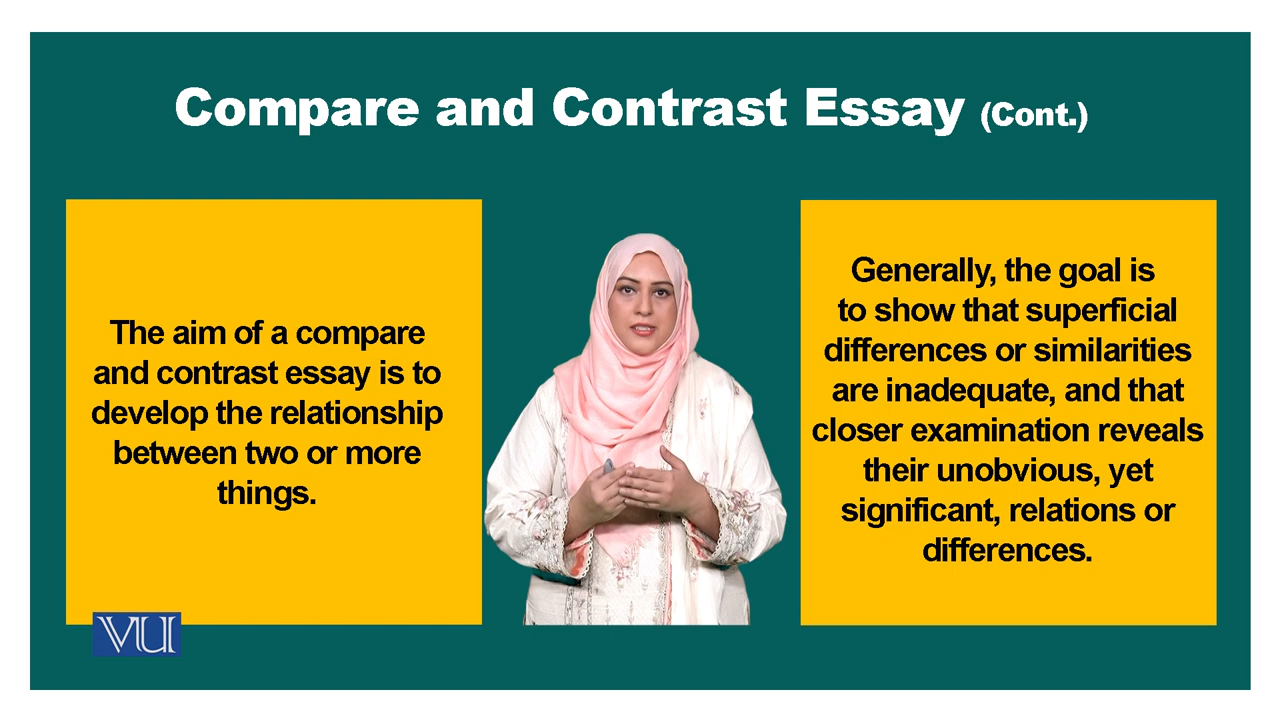 Compare and Contrast Essay (Cont.)
The aim of a compare
and contrast essay is to
develop the relationship
between two or more
things.
Generally, the goal is
to show that superficial
differences or similarities
are inadequate, and that
closer examination reveals
their unobvious, yet
significant, relations or
differences.
VU